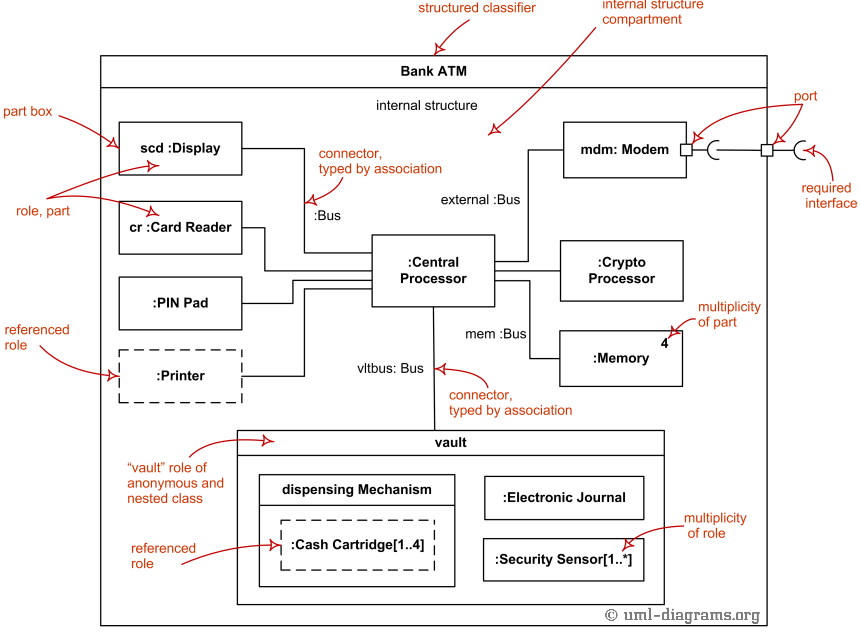 structured classifier
internal structure
compartment
Bank ATM
internal structure
port
part box
scd :Display
connector,
typed by association
mdm: Modem
role, part
:Bus
external :Bus
required
interface
cr :Card Reader
:Central
Processor
:Crypto
Processor
:PIN Pad
multiplicity
of part
referenced
role
mem :Bus
4
:Memory
:Printer
vltbus: Bus
connector,
typed by association
vault
"vault" role of
anonymous and
nested class
dispensing Mechanism
:Electronic Journal
multiplicity
of role
referenced
role
:Cash Cartridge[1..4]
:Security Sensor[1..*]
© uml-diagrams.org